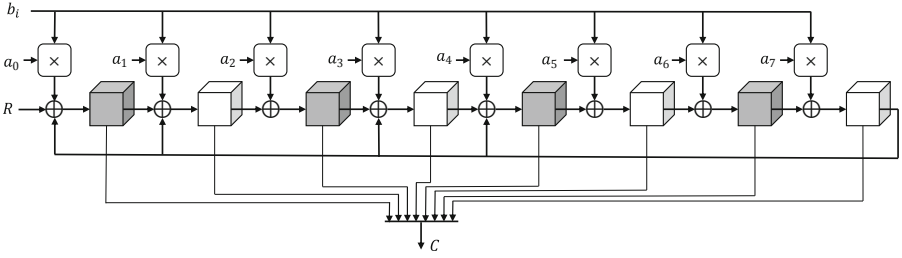 b_i
a_0 × a_1 × a_2 × a_3 × a_4 × a_5 × a_6 × a_7 ×
R
C